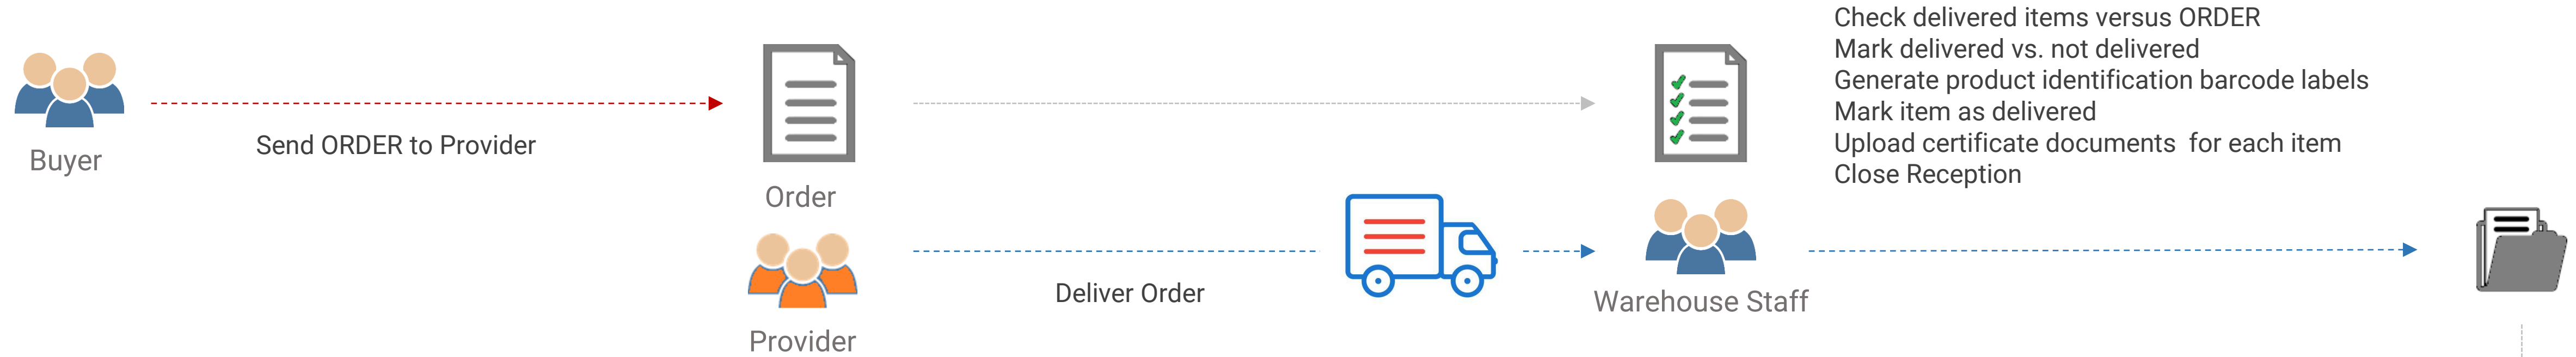 Check delivered items versus ORDER
Mark delivered vs. not delivered
Generate product identification barcode labels
Mark item as delivered
Upload certificate documents  for each item
Close Reception
Send ORDER to Provider
Buyer
Order
Deliver Order
Warehouse Staff
Provider